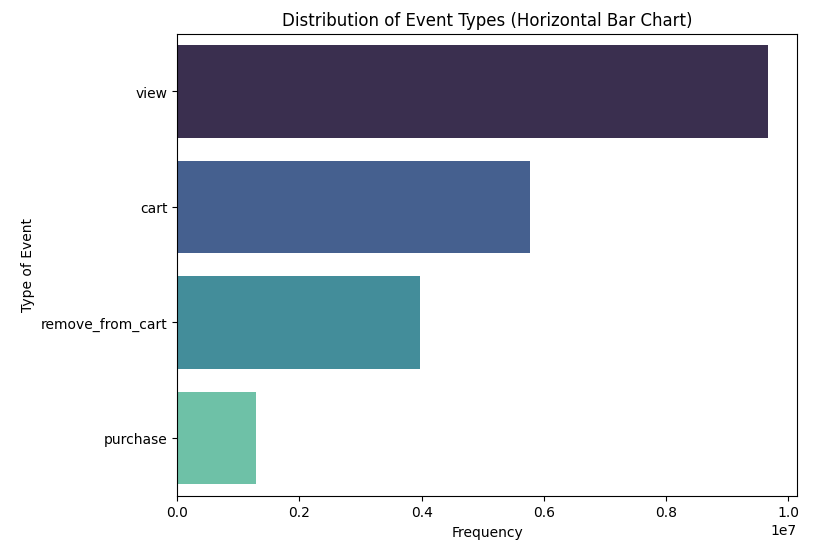 Distribution of Event Types (Horizontal Bar Chart)
Type of Event
view
cart
remove_from_cart
purchase
0.0 0.2 0.4 0.6 0.8 1.0
1e7
Frequency